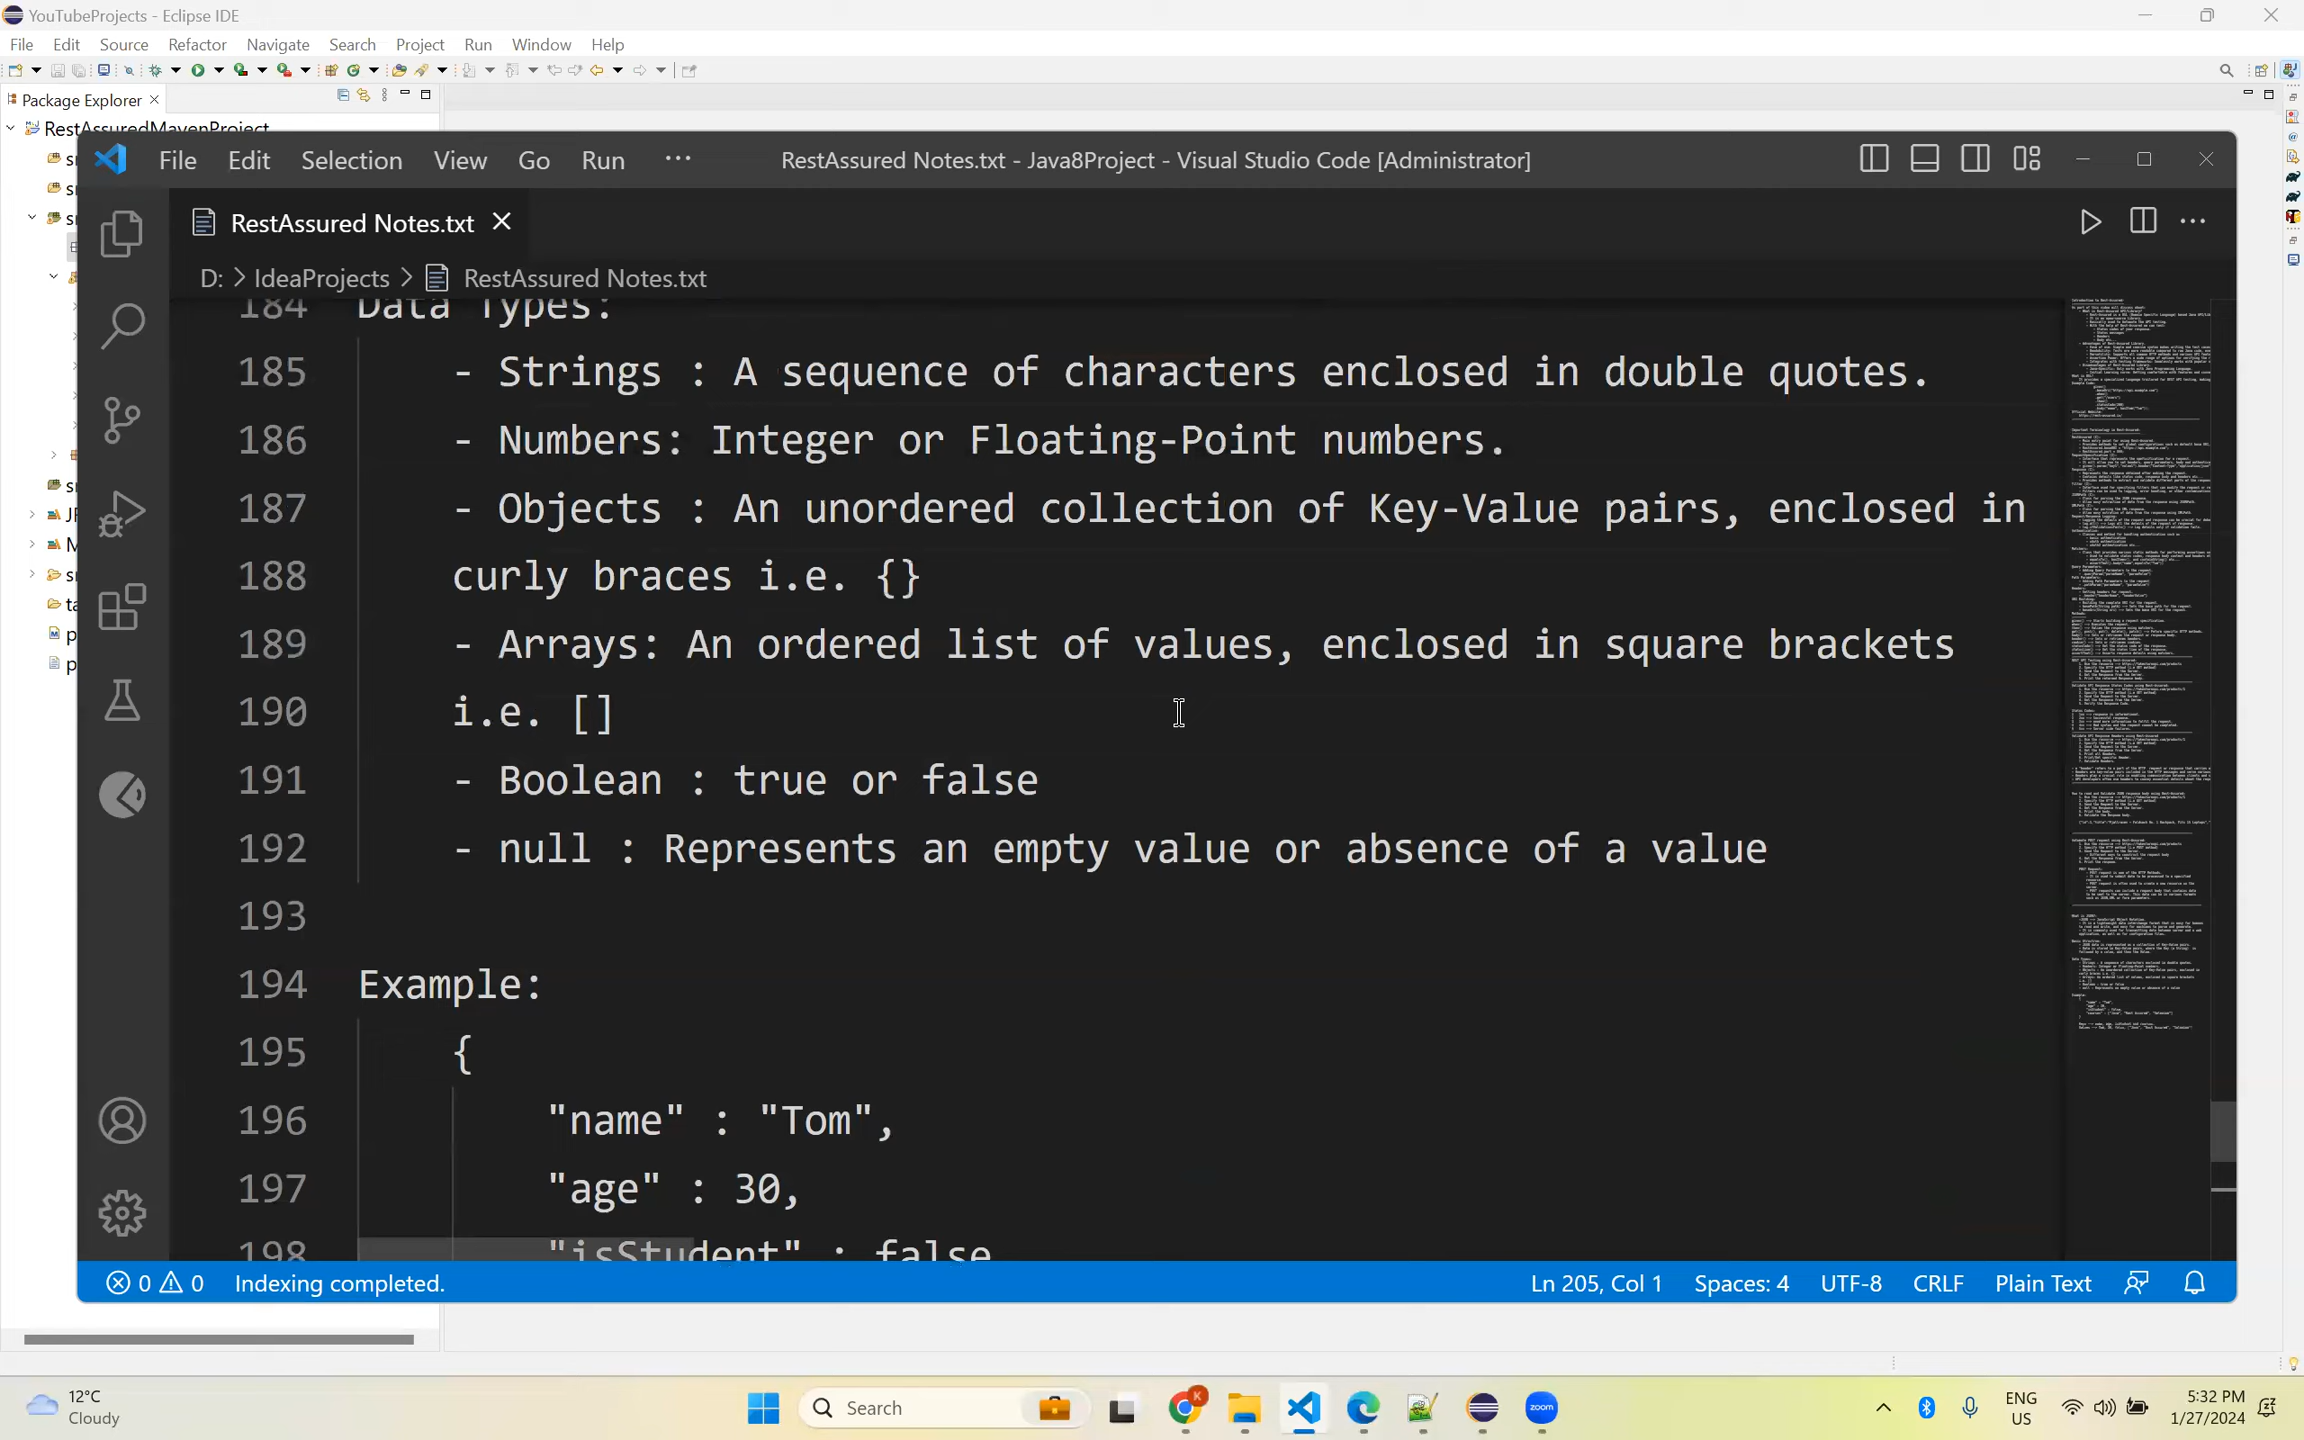 YouTubeProjects - Eclipse IDE
File Edit Source Refactor Navigate Search Project Run Window Help
Package Explorer
RestAssuredMavenProject
File Edit Selection View Go Run ··· RestAssured Notes.txt - Java8Project - Visual Studio Code [Administrator]
RestAssured Notes.txt
D: > IdeaProjects > RestAssured Notes.txt
184 Data Types:
185 - Strings : A sequence of characters enclosed in double quotes.
186 - Numbers: Integer or Floating-Point numbers.
187 - Objects : An unordered collection of Key-Value pairs, enclosed in
188 curly braces i.e. {}
189 - Arrays: An ordered list of values, enclosed in square brackets
190 i.e. []
191 - Boolean : true or false
192 - null : Represents an empty value or absence of a value
193
194 Example:
195 {
196 "name" : "Tom",
197 "age" : 30,
198 "isStudent" : false
0 0 Indexing completed. Ln 205, Col 1 Spaces: 4 UTF-8 CRLF Plain Text
12°C
Cloudy
Search
zoom
ENG
US
5:32 PM
1/27/2024